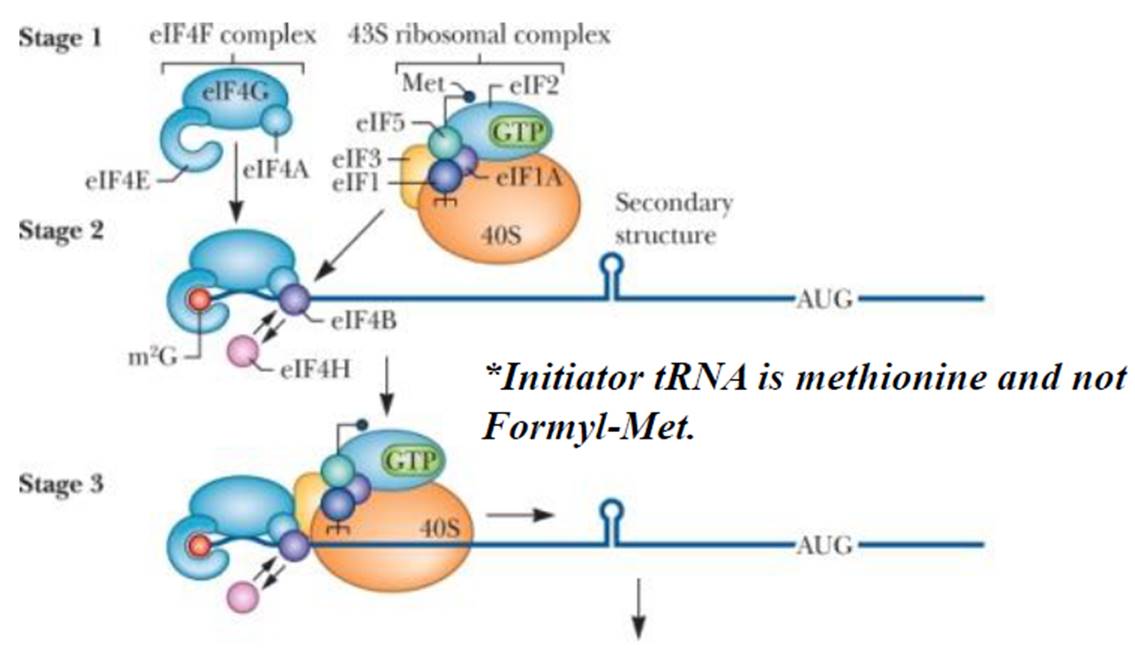 Stage 1
eIF4F complex
43S ribosomal complex
eIF4G
Met
eIF2
eIF5
GTP
eIF4E
eIF4A
eIF3
eIF1
eIF1A
40S
Secondary
structure
Stage 2
AUG
eIF4B
m²G
eIF4H
*Initiator tRNA is methionine and not
Formyl-Met.
GTP
Stage 3
40S
AUG